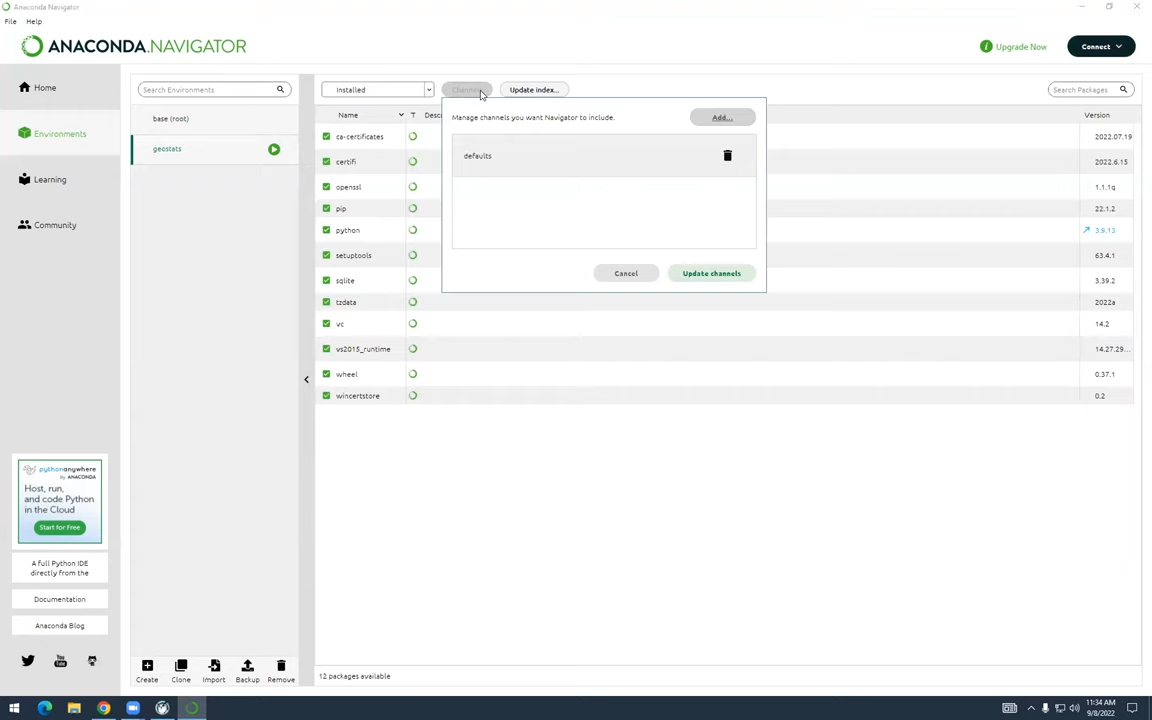 Anaconda Navigator
File Help
ANACONDA.NAVIGATOR
i Upgrade Now
Connect
Home
Environments
Learning
Community
Search Environments
base (root)
geostats
Installed
Channels
Update index...
Search Packages
Name T Version
Manage channels you want Navigator to include.
Add...
defaults
Cancel
Update channels
ca-certificates 2022.07.19
certifi 2022.6.15
openssl 1.1.1q
pip 22.1.2
python 3.9.13
setuptools 63.4.1
sqlite 3.39.2
tzdata 2022a
vc 14.2
vs2015_runtime 14.27.29...
wheel 0.37.1
wincertstore 0.2
pythonanywhere
by ANACONDA
Host, run,
and code Python
in the Cloud
Start for Free
A full Python IDE
directly from the
Documentation
Anaconda Blog
Create Clone Import Backup Remove
12 packages available
11:34 AM
9/8/2022